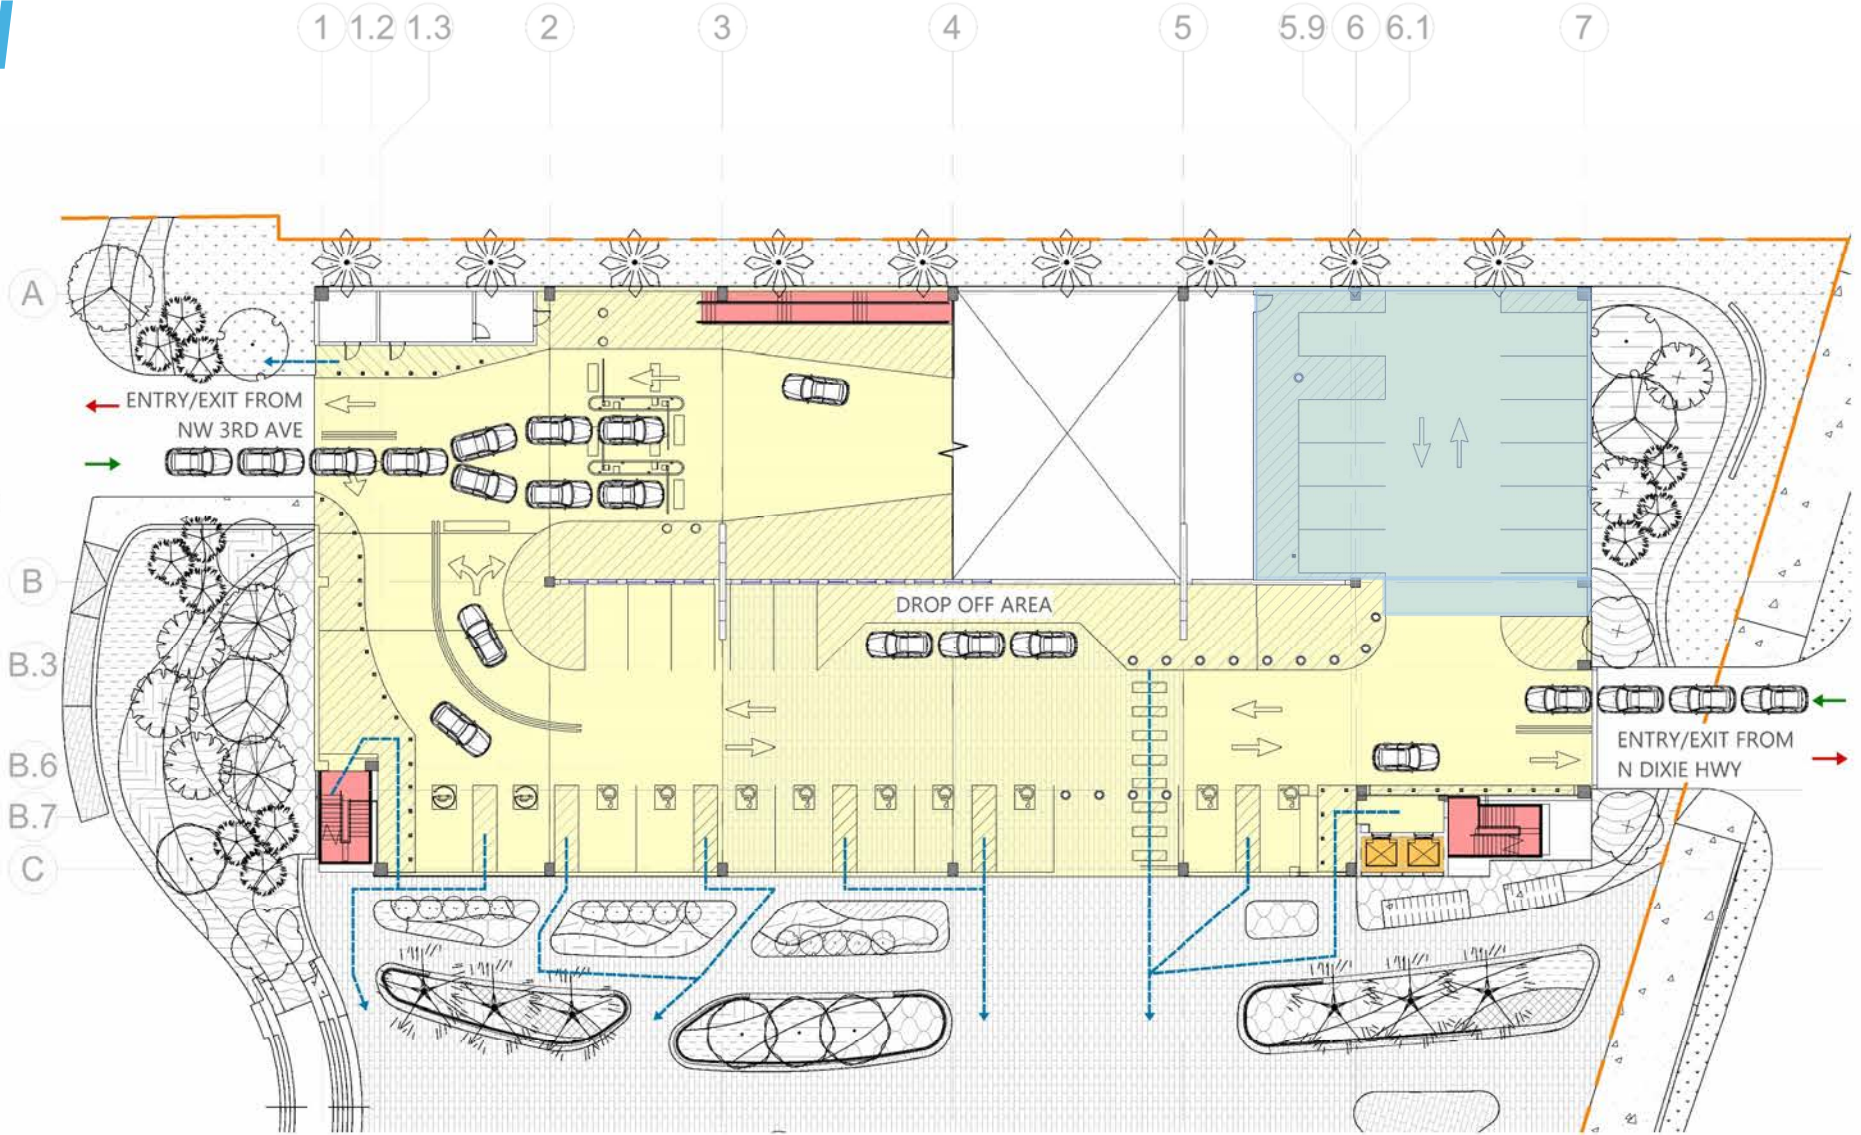 1 1.2 1.3 2 3 4 5 5.9 6 6.1 7
A
ENTRY/EXIT FROM
NW 3RD AVE
B
DROP OFF AREA
B.3
B.6
ENTRY/EXIT FROM
N DIXIE HWY
B.7
C